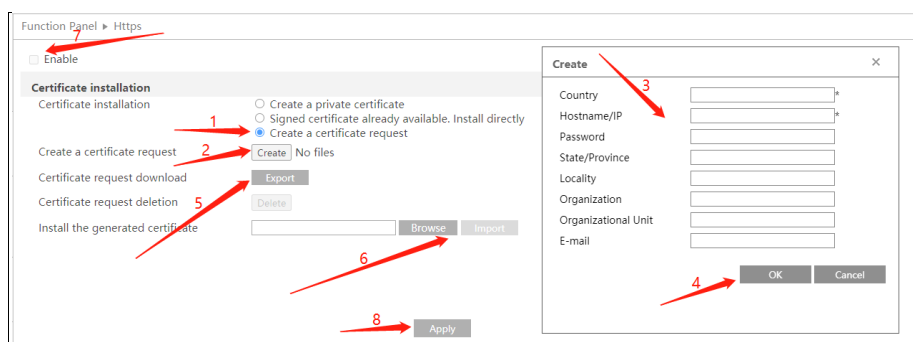 Function Panel ▸ Https
7
Enable
Certificate installation
Certificate installation
Create a private certificate
Signed certificate already available. Install directly
1
Create a certificate request
Create a certificate request
2
Create No files
Certificate request download
Export
Certificate request deletion
5
Delete
Install the generated certificate
Browse Import
6
8
Apply
Create ×
3
Country *
Hostname/IP *
Password
State/Province
Locality
Organization
Organizational Unit
E-mail
4
OK Cancel